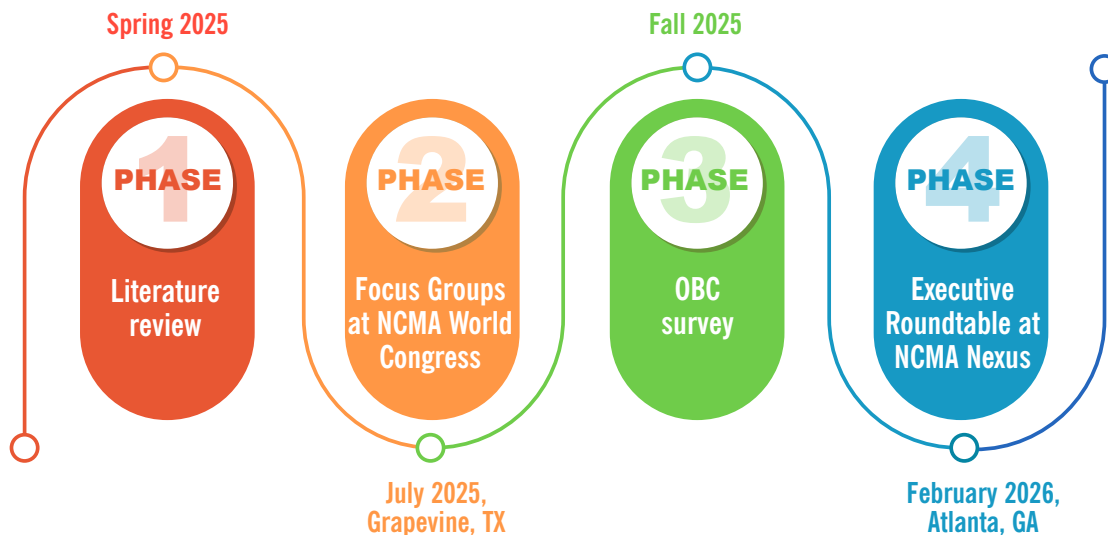 Spring 2025
Fall 2025
1
PHASE
2
PHASE
3
PHASE
4
PHASE
Literature
review
Focus Groups
at NCMA World
Congress
OBC
survey
Executive
Roundtable at
NCMA Nexus
July 2025,
Grapevine, TX
February 2026,
Atlanta, GA